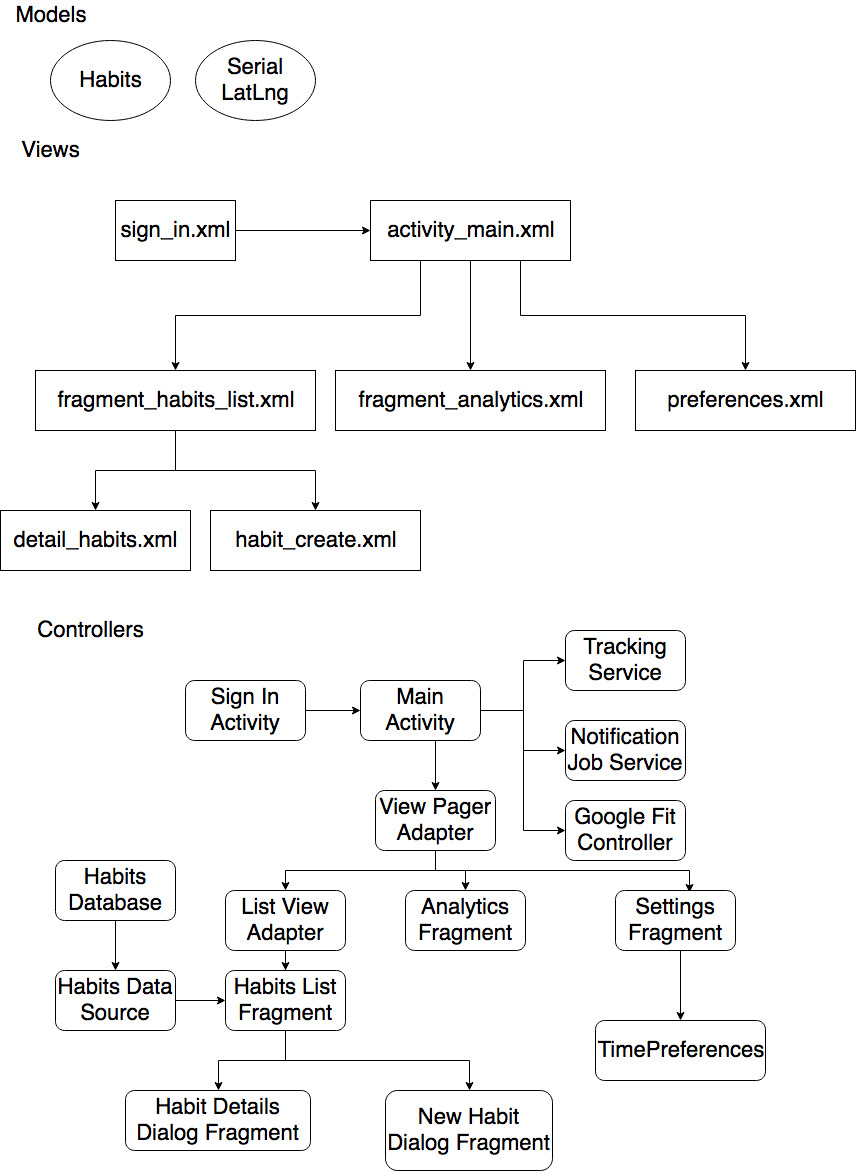 Models
Habits
Serial
LatLng
Views
sign_in.xml
activity_main.xml
fragment_habits_list.xml
fragment_analytics.xml
preferences.xml
detail_habits.xml
habit_create.xml
Controllers
Tracking
Service
Sign In
Activity
Main
Activity
Notification
Job Service
View Pager
Adapter
Google Fit
Controller
Habits
Database
List View
Adapter
Analytics
Fragment
Settings
Fragment
Habits Data
Source
Habits List
Fragment
TimePreferences
Habit Details
Dialog Fragment
New Habit
Dialog Fragment